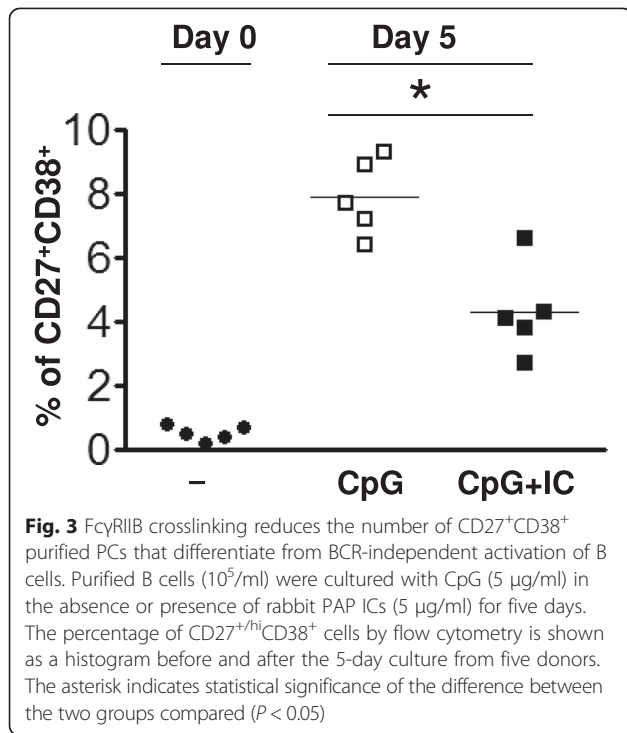 Day 0 Day 5
*
10
8
6
4
2
0
% of CD27⁺CD38⁺
– CpG CpG+IC
Fig. 3 FcγRIIB crosslinking reduces the number of CD27⁺CD38⁺
purified PCs that differentiate from BCR-independent activation of B
cells. Purified B cells (10⁵/ml) were cultured with CpG (5 μg/ml) in
the absence or presence of rabbit PAP ICs (5 μg/ml) for five days.
The percentage of CD27⁺/ʰⁱCD38⁺ cells by flow cytometry is shown
as a histogram before and after the 5-day culture from five donors.
The asterisk indicates statistical significance of the difference between
the two groups compared (P < 0.05)